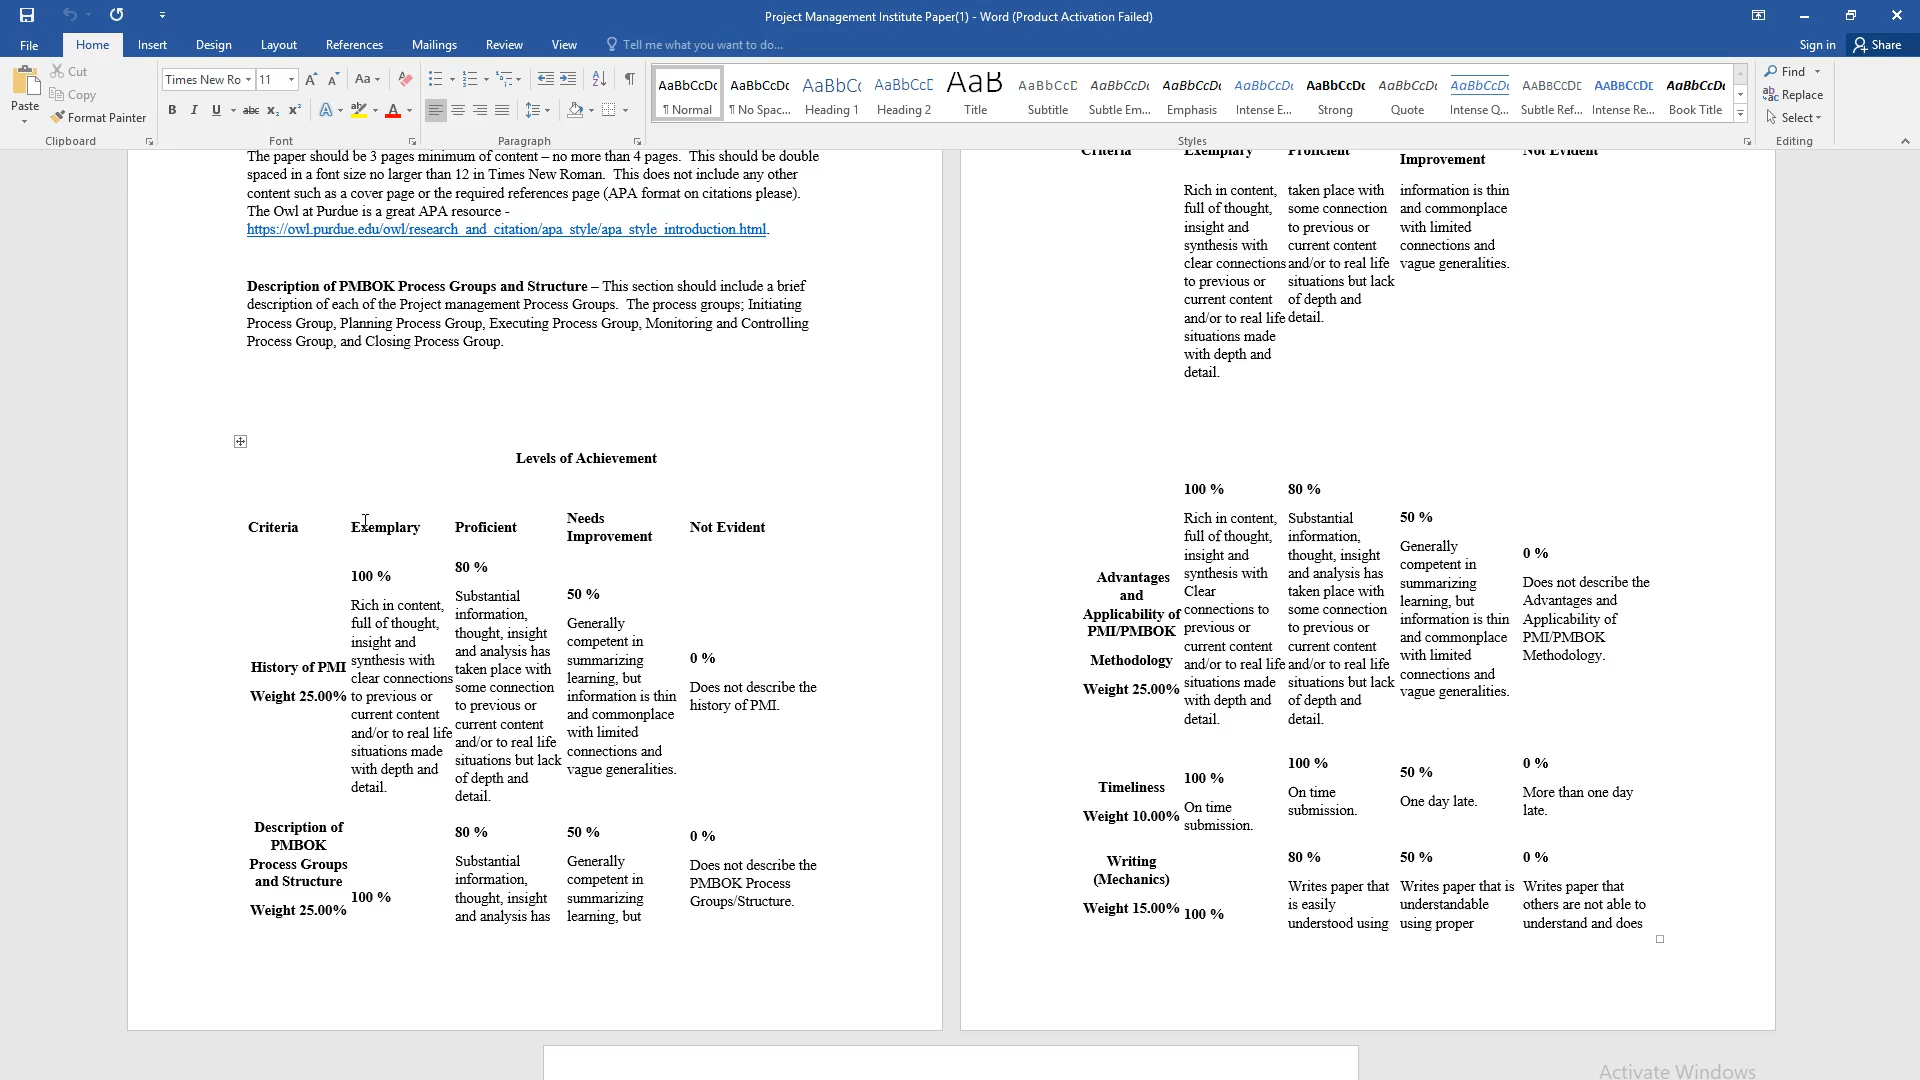 Project Management Institute Paper(1) - Word (Product Activation Failed)
File Home Insert Design Layout References Mailings Review View Tell me what you want to do... Sign in Share
Paste
Cut
Copy
Format Painter
Clipboard
Times New Ro 11
Font
Paragraph
¶ Normal ¶ No Spac... Heading 1 Heading 2 Title Subtitle Subtle Em... Emphasis Intense E... Strong Quote Intense Q... Subtle Ref... Intense Re... Book Title
Styles
Find
Replace
Select
Editing
The paper should be 3 pages minimum of content – no more than 4 pages. This should be double
spaced in a font size no larger than 12 in Times New Roman. This does not include any other
content such as a cover page or the required references page (APA format on citations please).
The Owl at Purdue is a great APA resource -
https://owl.purdue.edu/owl/research_and_citation/apa_style/apa_style_introduction.html.
Description of PMBOK Process Groups and Structure – This section should include a brief
description of each of the Project management Process Groups. The process groups; Initiating
Process Group, Planning Process Group, Executing Process Group, Monitoring and Controlling
Process Group, and Closing Process Group.
Levels of Achievement
Criteria
Exemplary
Proficient
Needs
Improvement
Not Evident
History of PMI
Weight 25.00%
100 %
Rich in content,
full of thought,
insight and
synthesis with
clear connections
to previous or
current content
and/or to real life
situations made
with depth and
detail.
80 %
Substantial
information,
thought, insight
and analysis has
taken place with
some connection
to previous or
current content
and/or to real life
situations but lack
of depth and
detail.
50 %
Generally
competent in
summarizing
learning, but
information is thin
and commonplace
with limited
connections and
vague generalities.
0 %
Does not describe the
history of PMI.
Description of
PMBOK
Process Groups
and Structure
Weight 25.00%
100 %
80 %
Substantial
information,
thought, insight
and analysis has
50 %
Generally
competent in
summarizing
learning, but
0 %
Does not describe the
PMBOK Process
Groups/Structure.
Criteria
Exemplary
Proficient
Improvement
Not Evident
Rich in content,
full of thought,
insight and
synthesis with
clear connections
to previous or
current content
and/or to real life
situations made
with depth and
detail.
taken place with
some connection
to previous or
current content
and/or to real life
situations but lack
of depth and
detail.
information is thin
and commonplace
with limited
connections and
vague generalities.
Advantages
and
Applicability of
PMI/PMBOK
Methodology
Weight 25.00%
100 %
Rich in content,
full of thought,
insight and
synthesis with
Clear
connections to
previous or
current content
and/or to real life
situations made
with depth and
detail.
80 %
Substantial
information,
thought, insight
and analysis has
taken place with
some connection
to previous or
current content
and/or to real life
situations but lack
of depth and
detail.
50 %
Generally
competent in
summarizing
learning, but
information is thin
and commonplace
with limited
connections and
vague generalities.
0 %
Does not describe the
Advantages and
Applicability of
PMI/PMBOK
Methodology.
Timeliness
Weight 10.00%
100 %
On time
submission.
100 %
On time
submission.
50 %
One day late.
0 %
More than one day
late.
Writing
(Mechanics)
Weight 15.00%
100 %
80 %
Writes paper that
is easily
understood using
50 %
Writes paper that is
understandable
using proper
0 %
Writes paper that
others are not able to
understand and does
Activate Windows